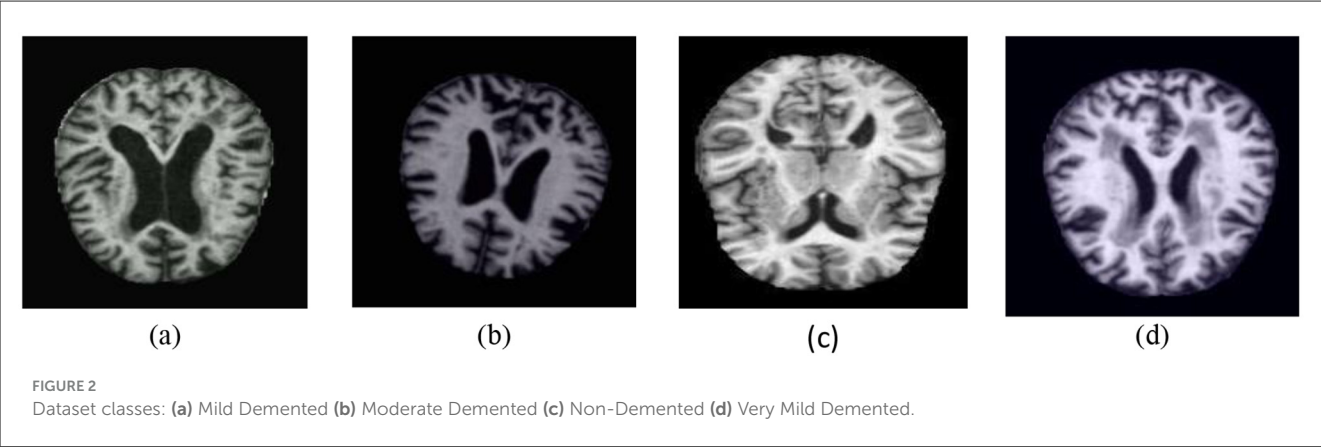 (a)
(b)
(c)
(d)
FIGURE 2
Dataset classes: (a) Mild Demented (b) Moderate Demented (c) Non-Demented (d) Very Mild Demented.